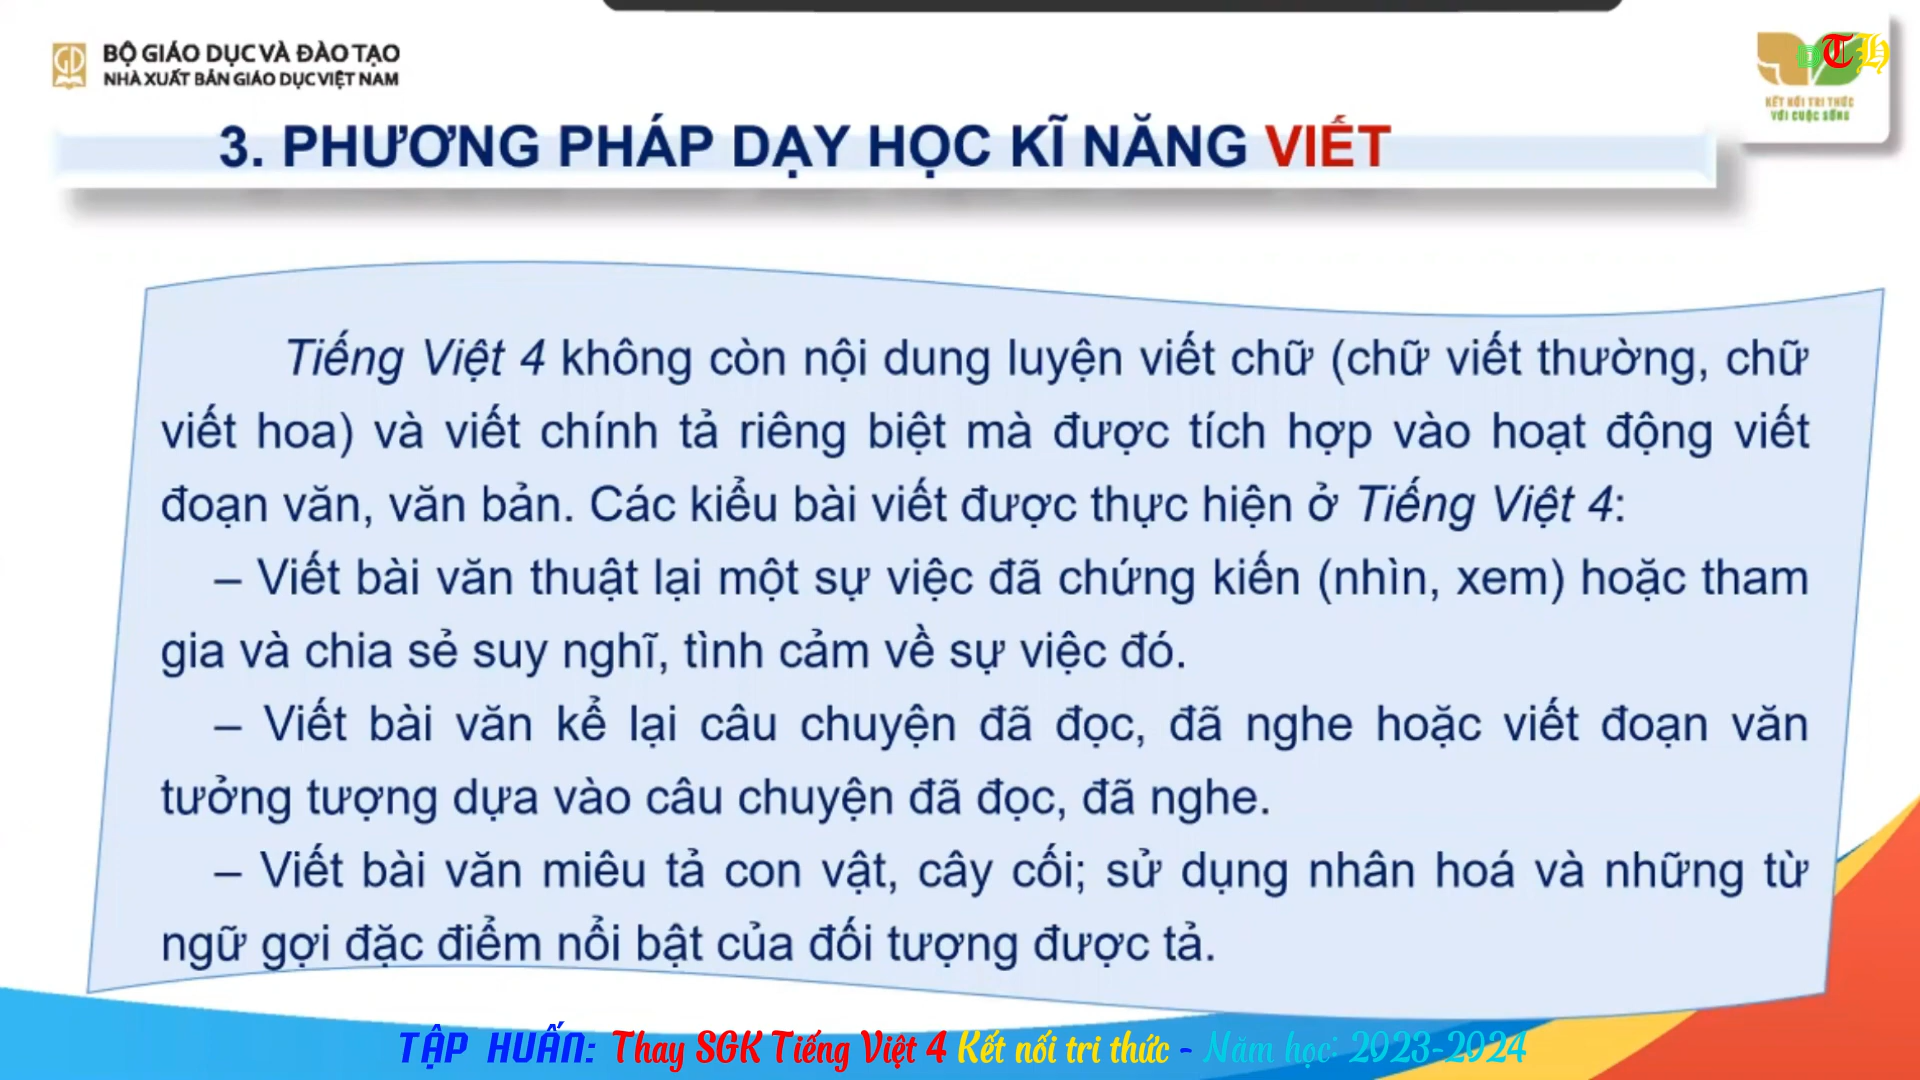 BỘ GIÁO DỤC VÀ ĐÀO TẠO
NHÀ XUẤT BẢN GIÁO DỤC VIỆT NAM
TH
KẾT NỐI TRI THỨC
VỚI CUỘC SỐNG
3. PHƯƠNG PHÁP DẠY HỌC KĨ NĂNG VIẾT
Tiếng Việt 4 không còn nội dung luyện viết chữ (chữ viết thường, chữ
viết hoa) và viết chính tả riêng biệt mà được tích hợp vào hoạt động viết
đoạn văn, văn bản. Các kiểu bài viết được thực hiện ở Tiếng Việt 4:
– Viết bài văn thuật lại một sự việc đã chứng kiến (nhìn, xem) hoặc tham
gia và chia sẻ suy nghĩ, tình cảm về sự việc đó.
– Viết bài văn kể lại câu chuyện đã đọc, đã nghe hoặc viết đoạn văn
tưởng tượng dựa vào câu chuyện đã đọc, đã nghe.
– Viết bài văn miêu tả con vật, cây cối; sử dụng nhân hoá và những từ
ngữ gợi đặc điểm nổi bật của đối tượng được tả.
TẬP HUẤN: Thay SGK Tiếng Việt 4 Kết nối tri thức - Năm học: 2023-2024